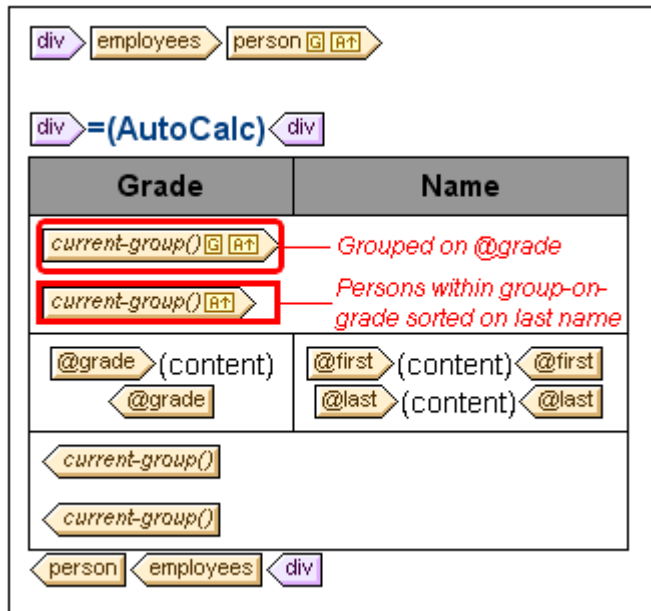 div employees person G A↑
div =(AutoCalc) div
Grade Name
current-group() G A↑ Grouped on @grade
current-group() A↑ Persons within group-on-
grade sorted on last name
@grade (content) @first (content) @first
@grade @last (content) @last
current-group()
current-group()
person employees div